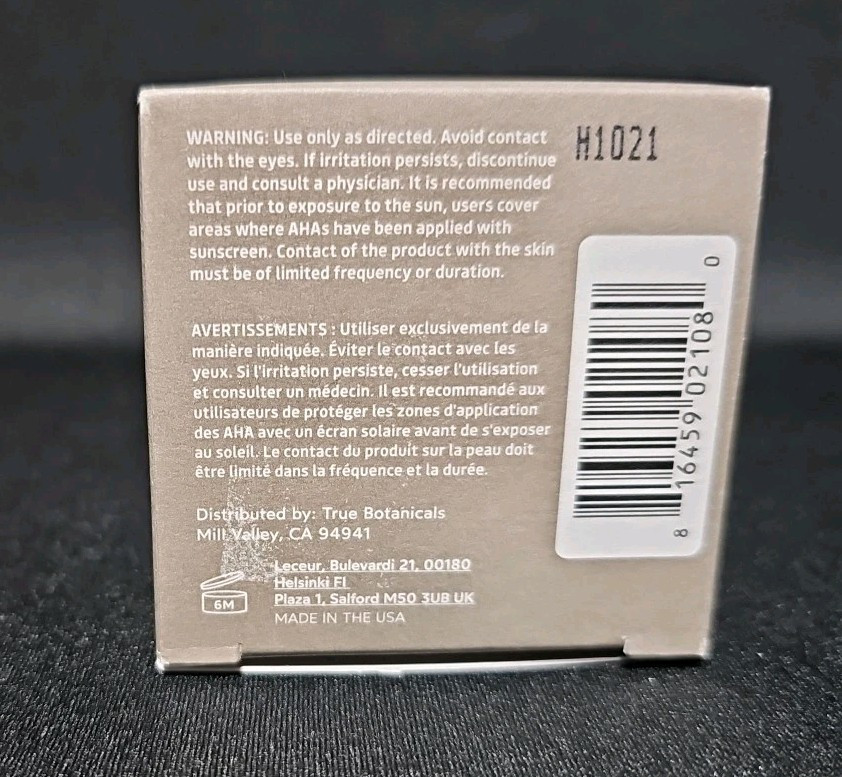 WARNING: Use only as directed. Avoid contact
with the eyes. If irritation persists, discontinue
use and consult a physician. It is recommended
that prior to exposure to the sun, users cover
areas where AHAs have been applied with
sunscreen. Contact of the product with the skin
must be of limited frequency or duration.
H1021
AVERTISSEMENTS : Utiliser exclusivement de la
manière indiquée. Éviter le contact avec les
yeux. Si l'irritation persiste, cesser l'utilisation
et consulter un médecin. Il est recommandé aux
utilisateurs de protéger les zones d'application
des AHA avec un écran solaire avant de s'exposer
au soleil. Le contact du produit sur la peau doit
être limité dans la fréquence et la durée.
8 16459 02108 0
Distributed by: True Botanicals
Mill Valley, CA 94941
6M
Leceur, Bulevardi 21, 00180
Helsinki FI
Plaza 1, Salford M50 3UB UK
MADE IN THE USA